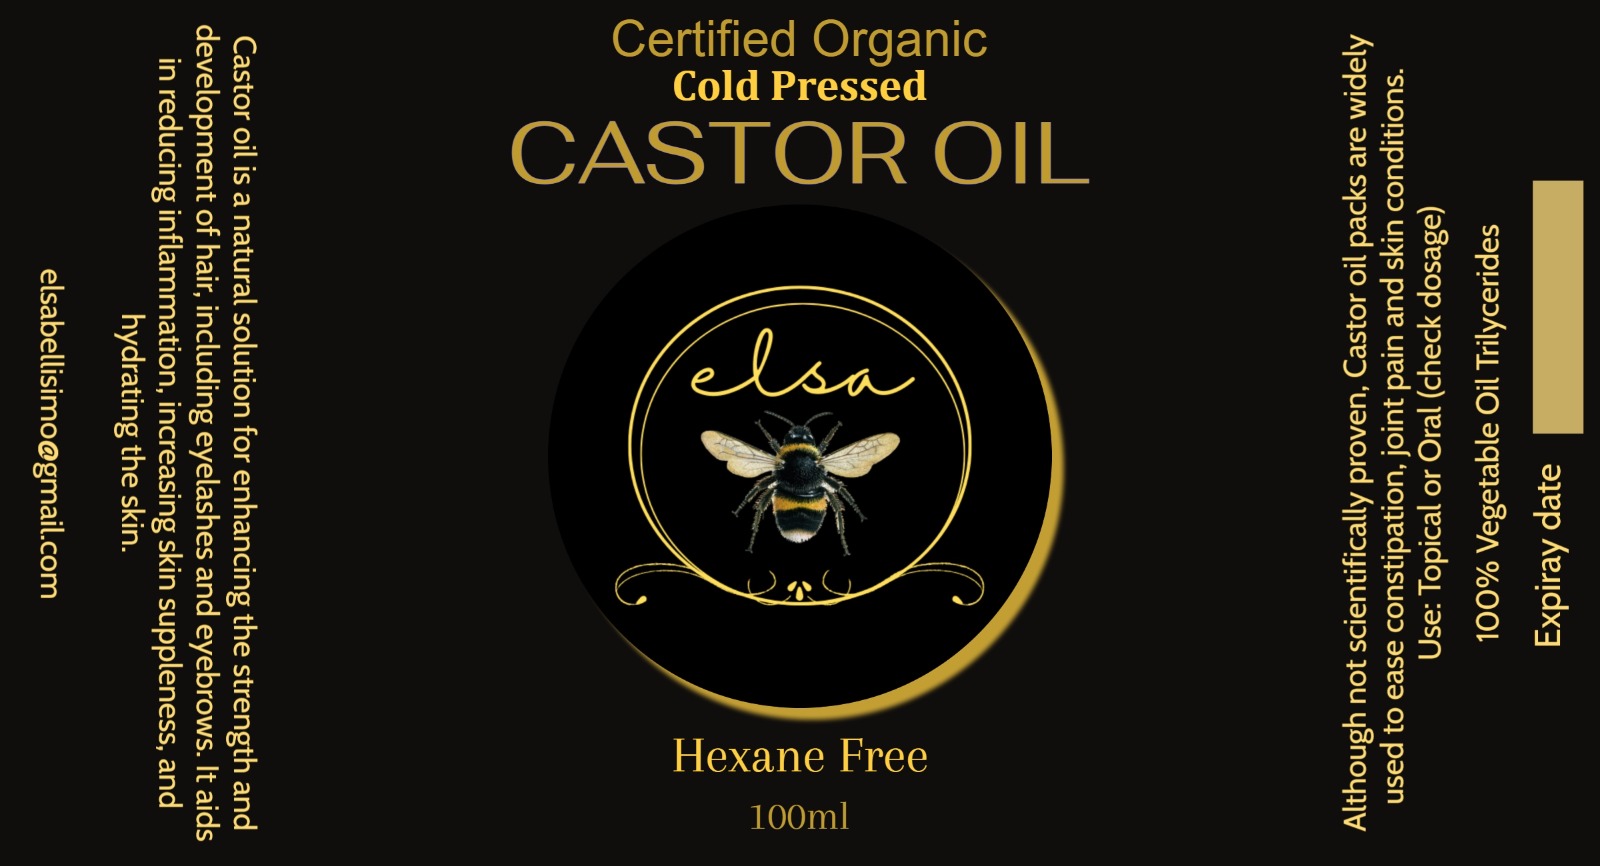 Castor oil is a natural solution for enhancing the strength and
development of hair, including eyelashes and eyebrows. It aids
in reducing inflammation, increasing skin suppleness, and
hydrating the skin.
elsabellisimo@gmail.com
Certified Organic
Cold Pressed
CASTOR OIL
elsa
Hexane Free
100ml
Although not scientifically proven, Castor oil packs are widely
used to ease constipation, joint pain and skin conditions.
Use: Topical or Oral (check dosage)
100% Vegetable Oil Trilycerides
Expiray date